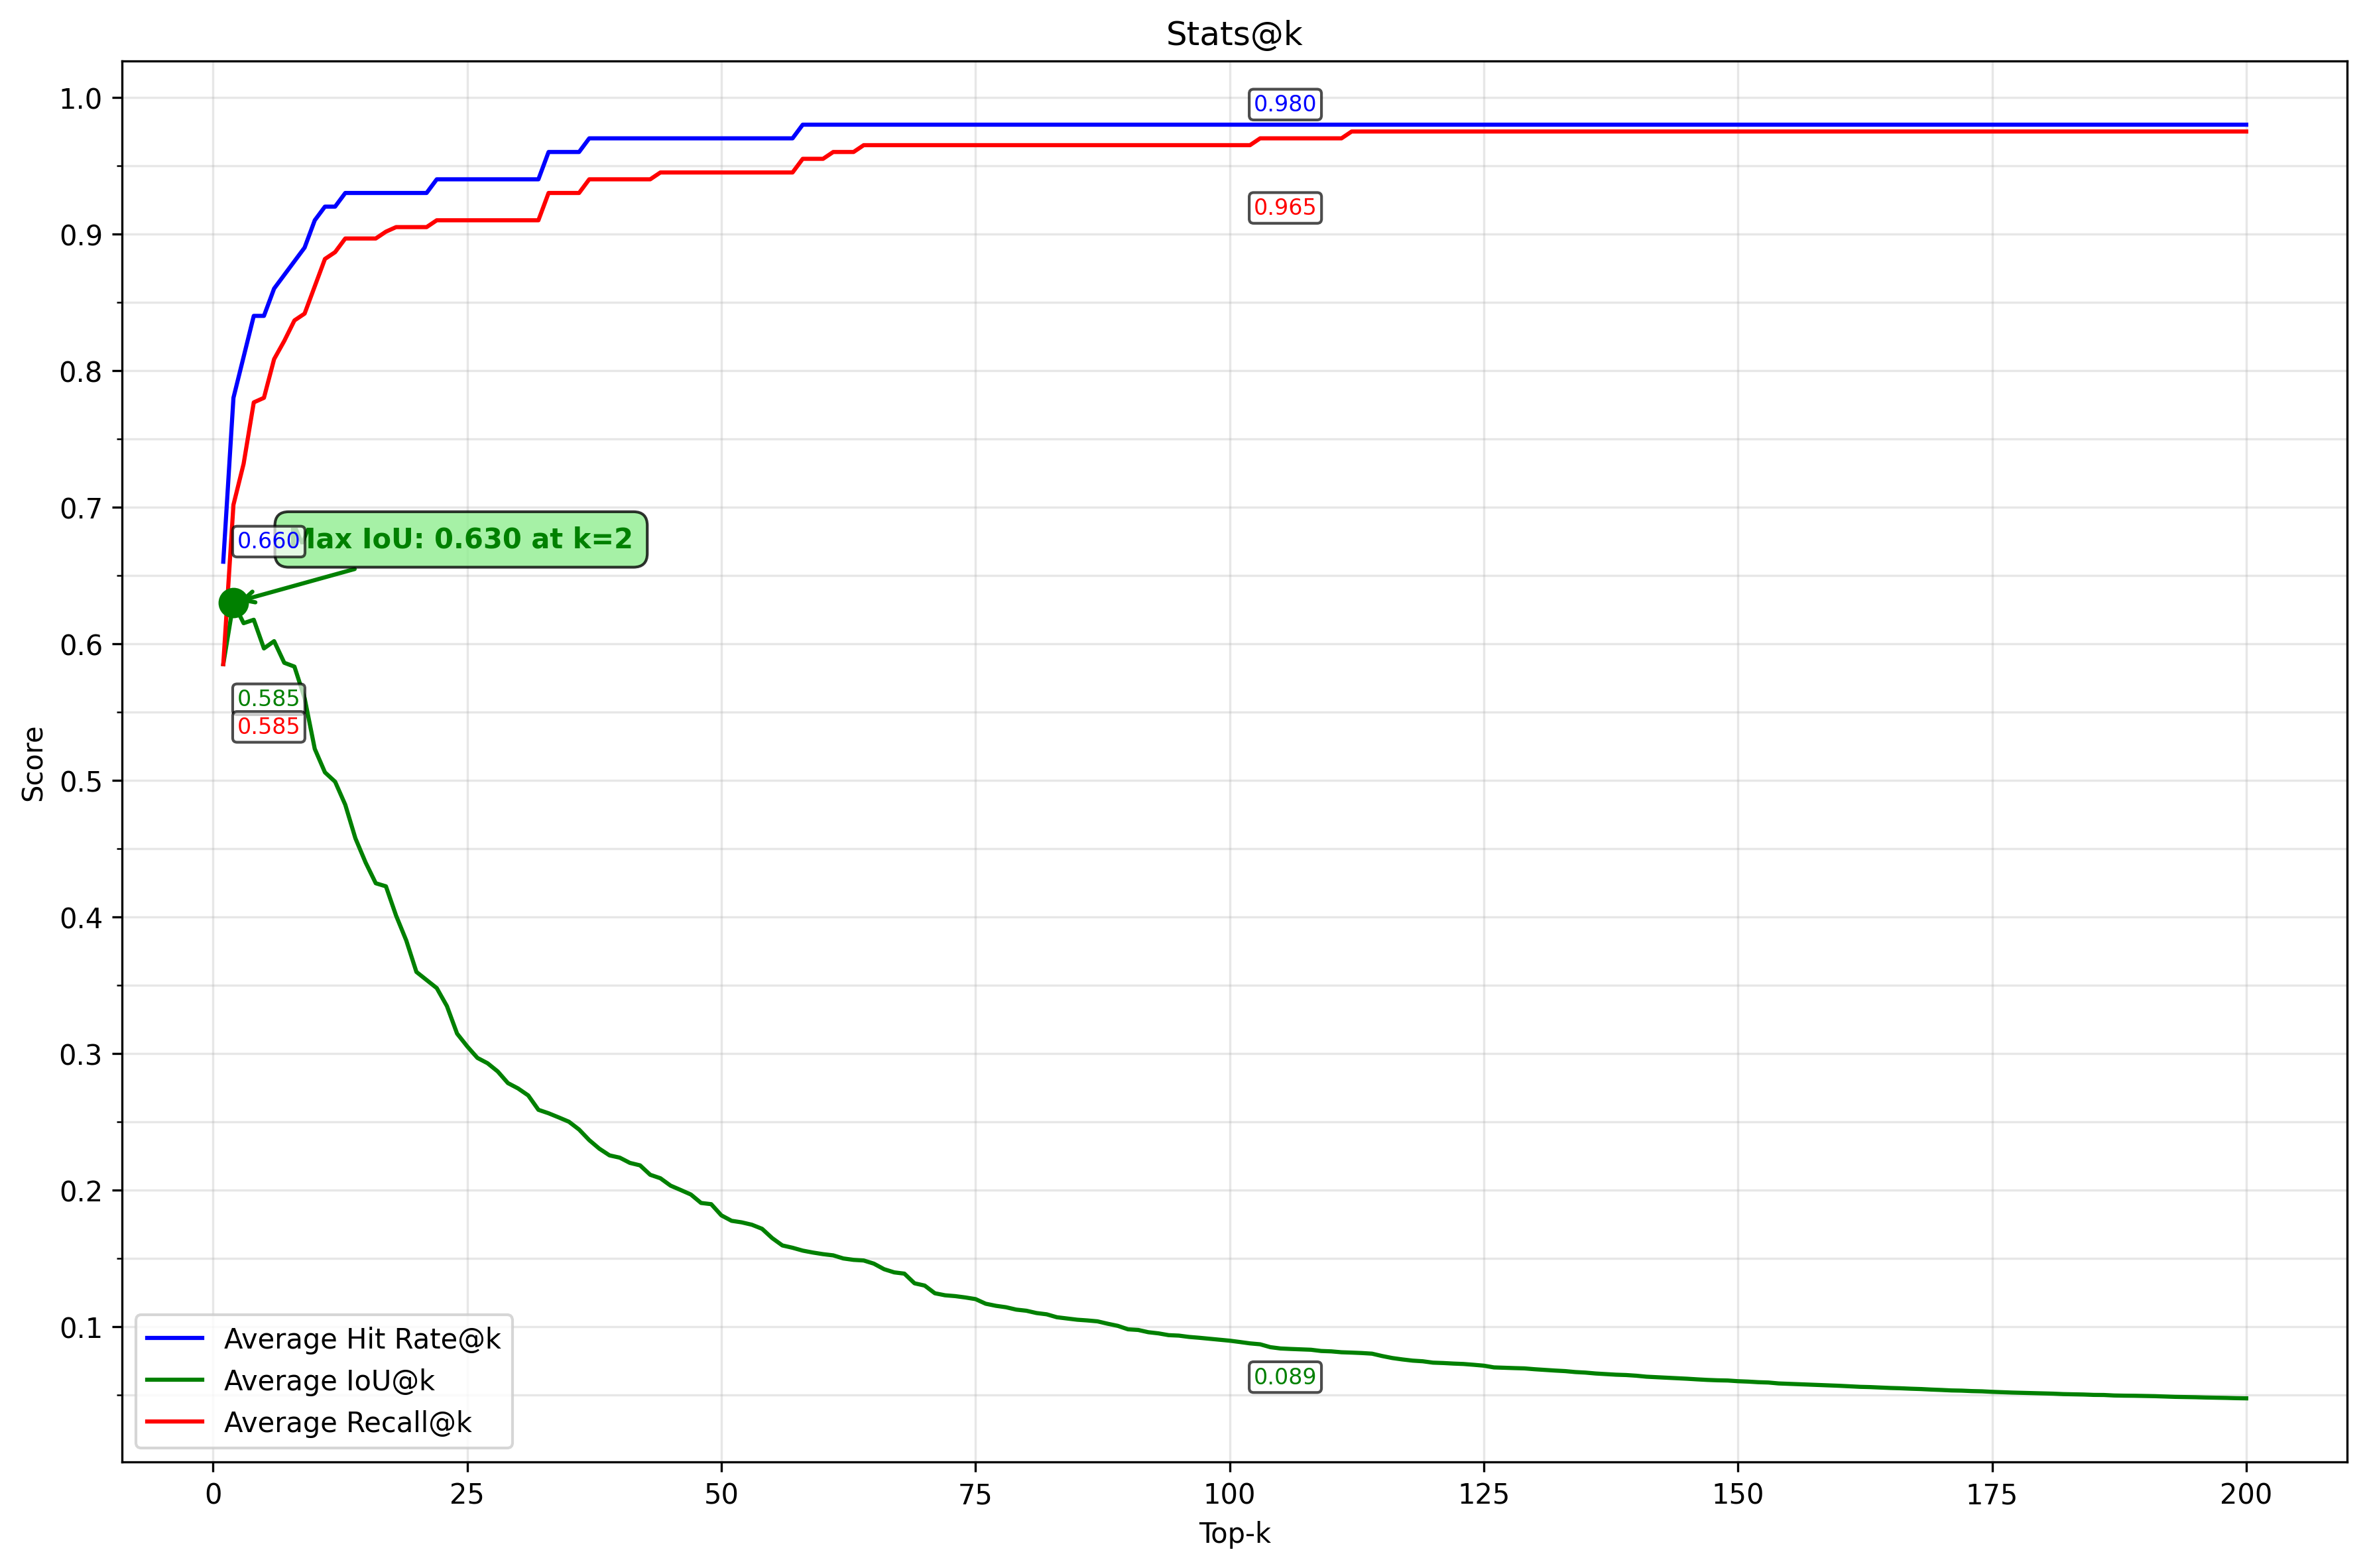 Stats@k
1.0
0.9
0.8
0.7
0.6
0.5
0.4
0.3
0.2
0.1
Score
0.980
0.965
0.660
Max IoU: 0.630 at k=2
0.585
0.585
0.089
Average Hit Rate@k
Average IoU@k
Average Recall@k
0 25 50 75 100 125 150 175 200
Top-k